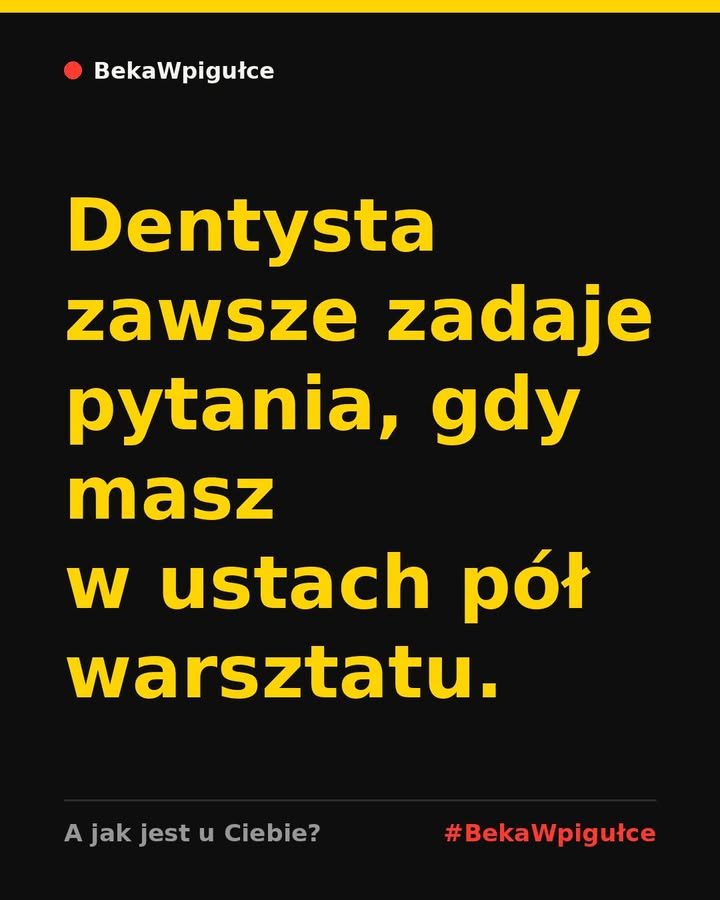 BekaWpigułce
Dentysta
zawsze zadaje
pytania, gdy
masz
w ustach pół
warsztatu.
A jak jest u Ciebie?
#BekaWpigułce